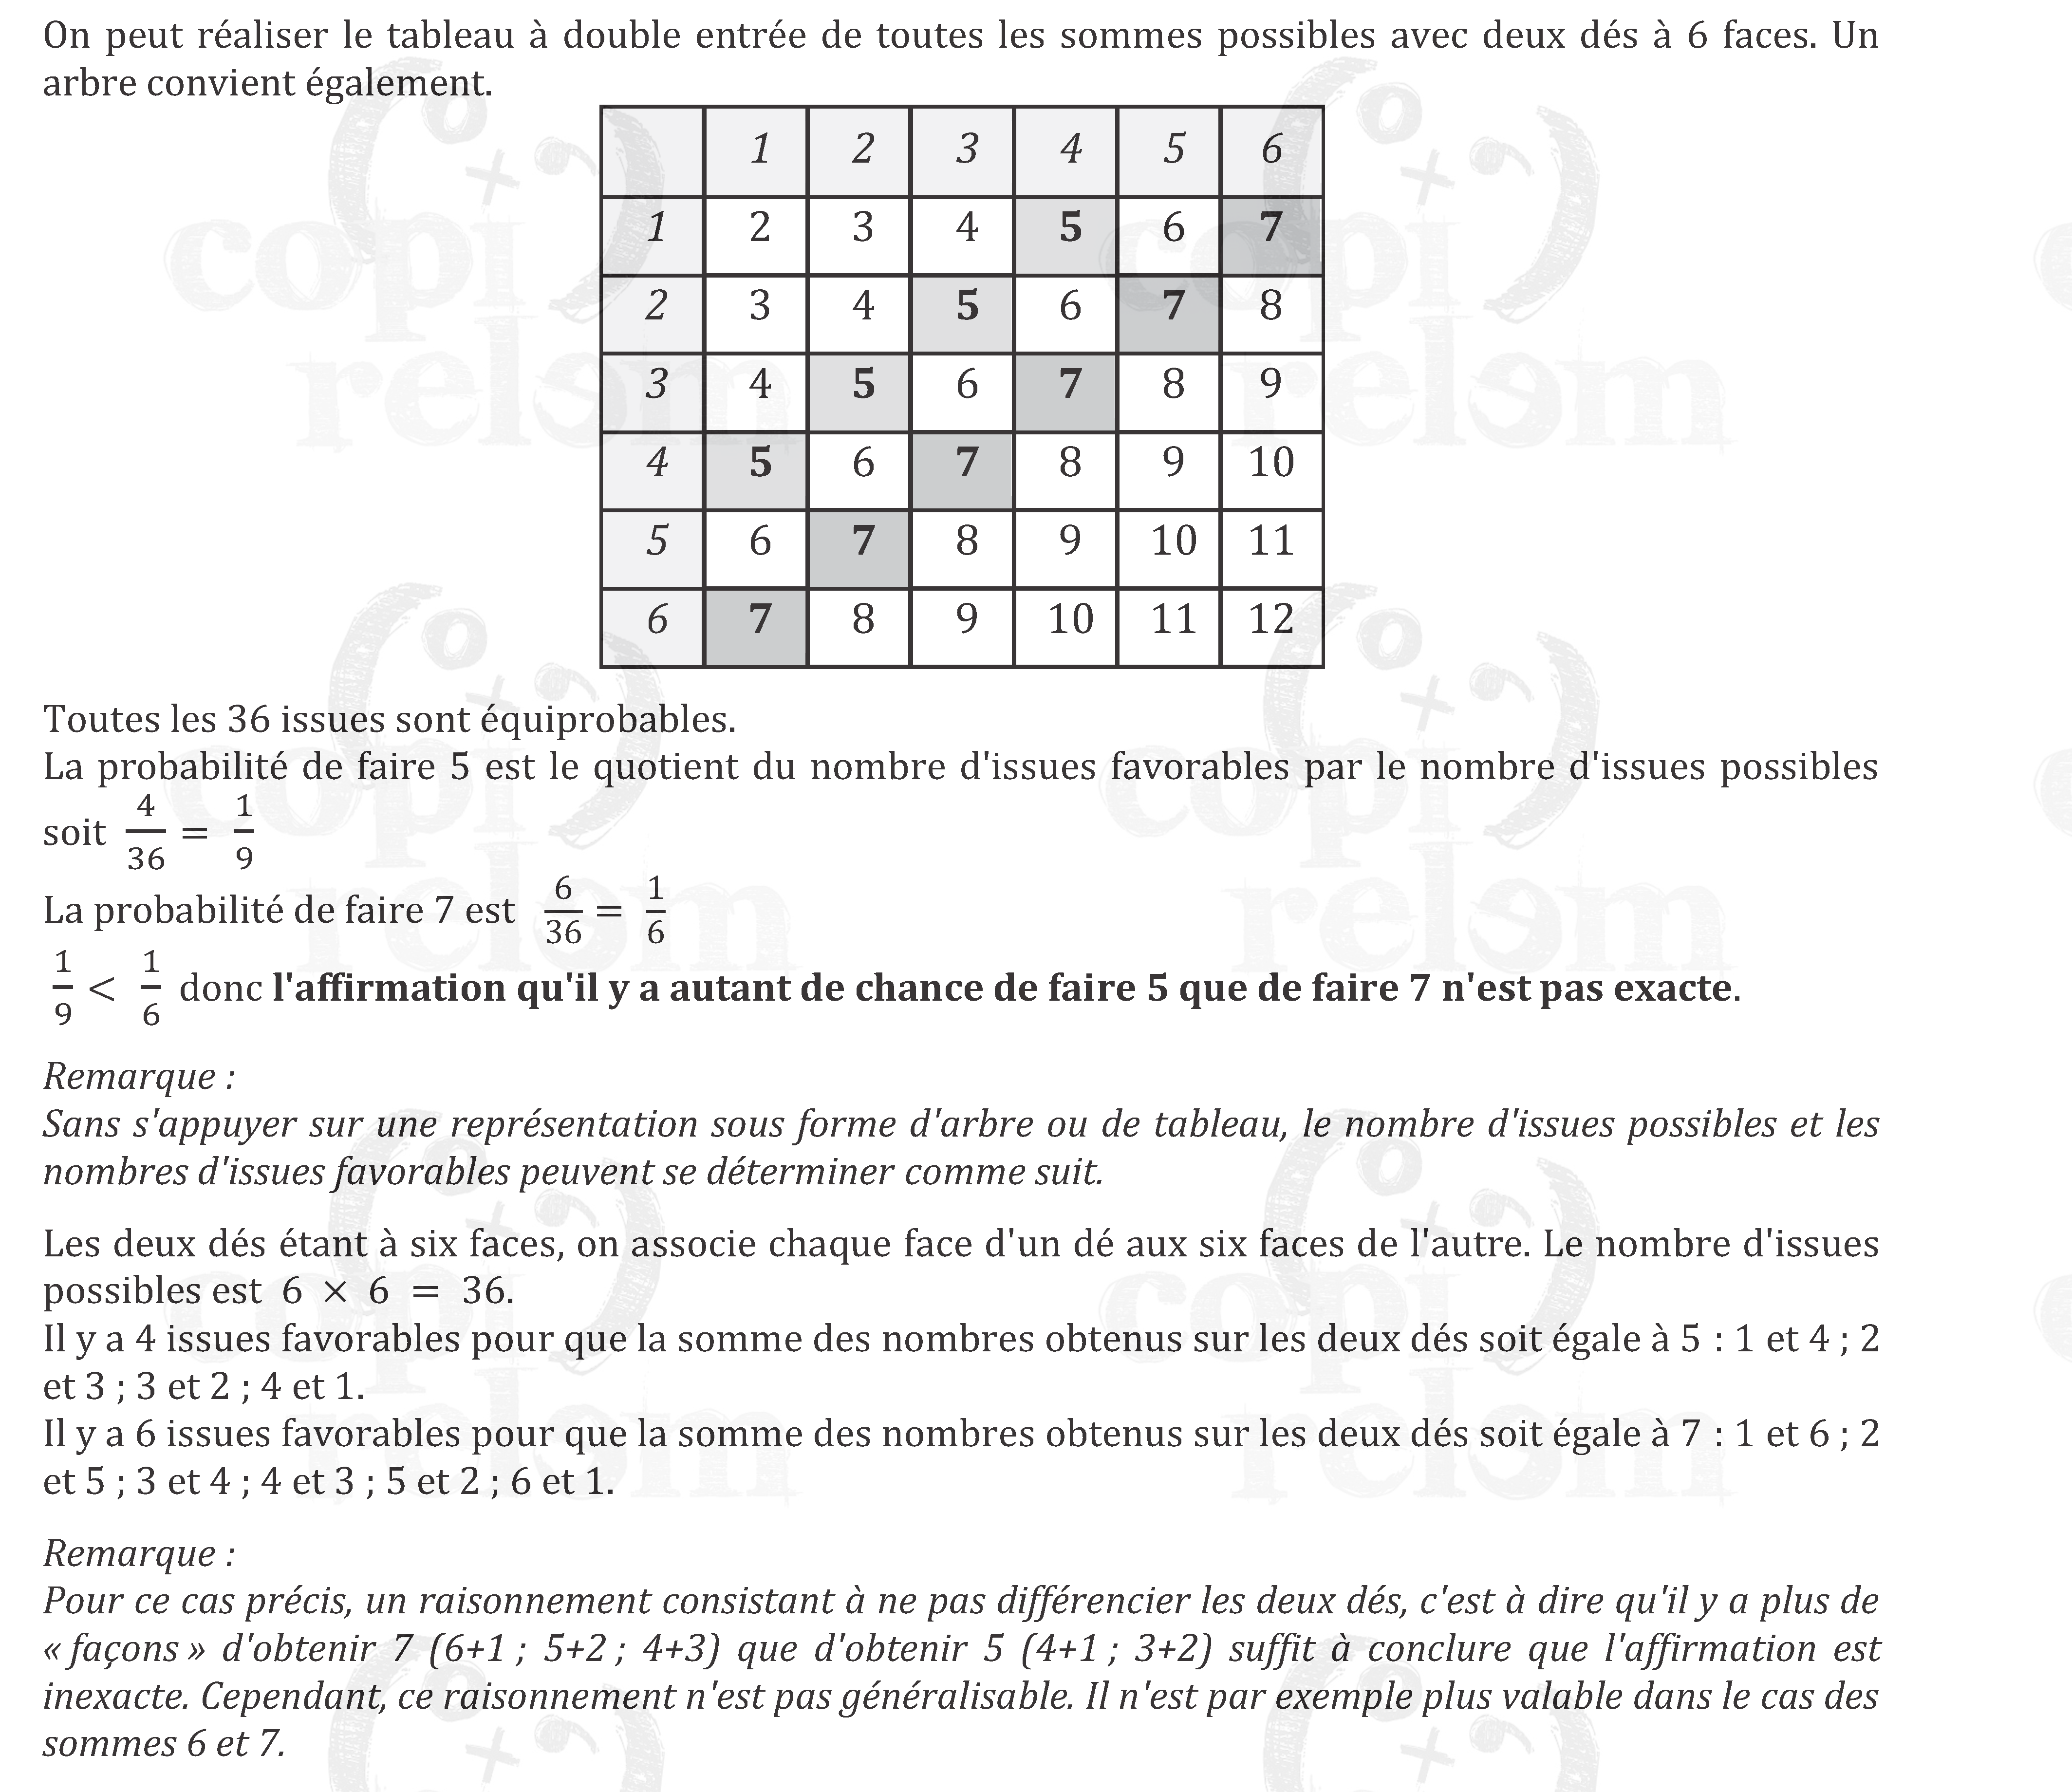 On peut réaliser le tableau à double entrée de toutes les sommes possibles avec deux dés à 6 faces. Un
arbre convient également.
1 2 3 4 5 6
1 2 3 4 5 6 7
2 3 4 5 6 7 8
3 4 5 6 7 8 9
4 5 6 7 8 9 10
5 6 7 8 9 10 11
6 7 8 9 10 11 12
Toutes les 36 issues sont équiprobables.
La probabilité de faire 5 est le quotient du nombre d'issues favorables par le nombre d'issues possibles
soit 4/36 = 1/9
La probabilité de faire 7 est 6/36 = 1/6
1/9 < 1/6 donc l'affirmation qu'il y a autant de chance de faire 5 que de faire 7 n'est pas exacte.
Remarque :
Sans s'appuyer sur une représentation sous forme d'arbre ou de tableau, le nombre d'issues possibles et les
nombres d'issues favorables peuvent se déterminer comme suit.
Les deux dés étant à six faces, on associe chaque face d'un dé aux six faces de l'autre. Le nombre d'issues
possibles est 6 × 6 = 36.
Il y a 4 issues favorables pour que la somme des nombres obtenus sur les deux dés soit égale à 5 : 1 et 4 ; 2
et 3 ; 3 et 2 ; 4 et 1.
Il y a 6 issues favorables pour que la somme des nombres obtenus sur les deux dés soit égale à 7 : 1 et 6 ; 2
et 5 ; 3 et 4 ; 4 et 3 ; 5 et 2 ; 6 et 1.
Remarque :
Pour ce cas précis, un raisonnement consistant à ne pas différencier les deux dés, c'est à dire qu'il y a plus de
« façons » d'obtenir 7 (6+1 ; 5+2 ; 4+3) que d'obtenir 5 (4+1 ; 3+2) suffit à conclure que l'affirmation est
inexacte. Cependant, ce raisonnement n'est pas généralisable. Il n'est par exemple plus valable dans le cas des
sommes 6 et 7.
copi
relem
copi
relem
copi
relem
copi
relem
copi
relem
copi
relem